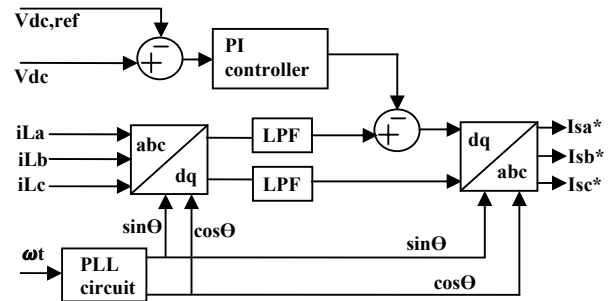 Vdc,ref
Vdc
PI
controller
iLa
iLb
iLc
abc
dq
LPF
LPF
dq
abc
Isa*
Isb*
Isc*
sinΘ
cosΘ
sinΘ
cosΘ
ωt
PLL
circuit